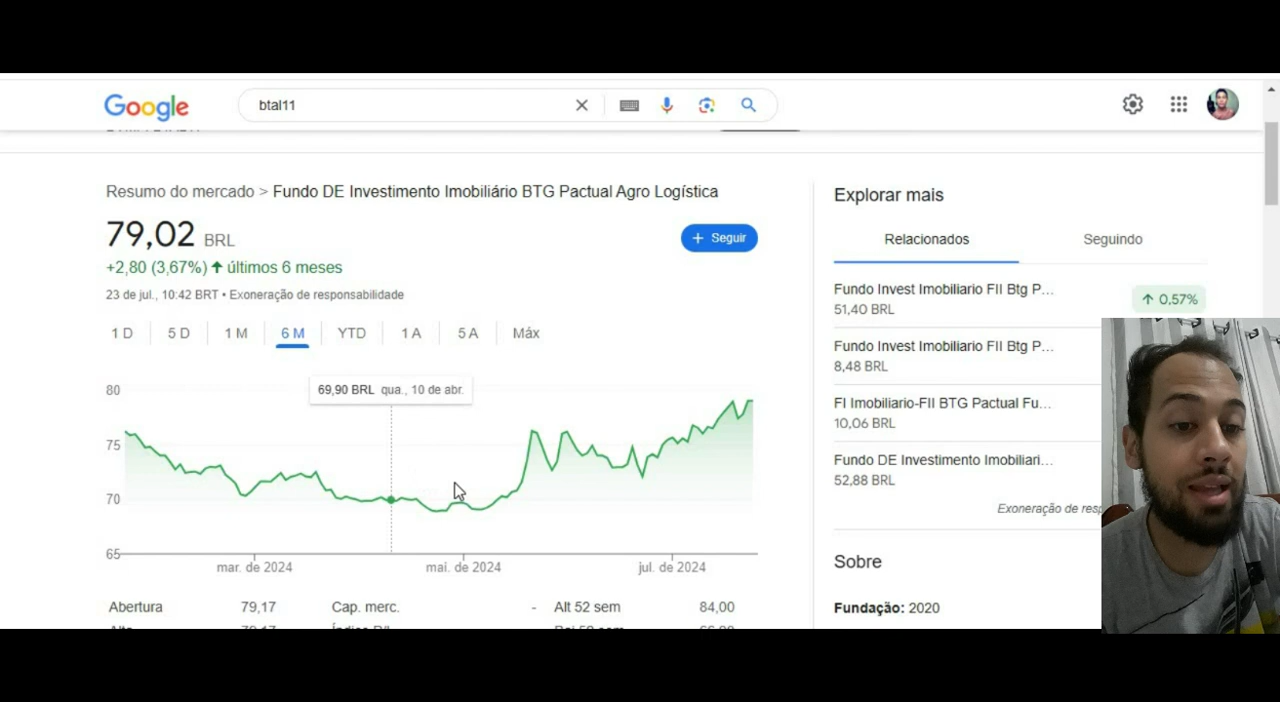 Google
btal11
Resumo do mercado > Fundo DE Investimento Imobiliário BTG Pactual Agro Logística
79,02 BRL
+ Seguir
+2,80 (3,67%) ↑ últimos 6 meses
23 de jul., 10:42 BRT • Exoneração de responsabilidade
1 D
5 D
1 M
6 M
YTD
1 A
5 A
Máx
69,90 BRL qua., 10 de abr.
80
75
70
65
mar. de 2024
mai. de 2024
jul. de 2024
Abertura 79,17
Cap. merc. -
Alt 52 sem 84,00
Explorar mais
Relacionados
Seguindo
Fundo Invest Imobiliario FII Btg P...
51,40 BRL
↑ 0,57%
Fundo Invest Imobiliario FII Btg P...
8,48 BRL
FI Imobiliario-FII BTG Pactual Fu...
10,06 BRL
Fundo DE Investimento Imobiliari...
52,88 BRL
Exoneração de resp
Sobre
Fundação: 2020